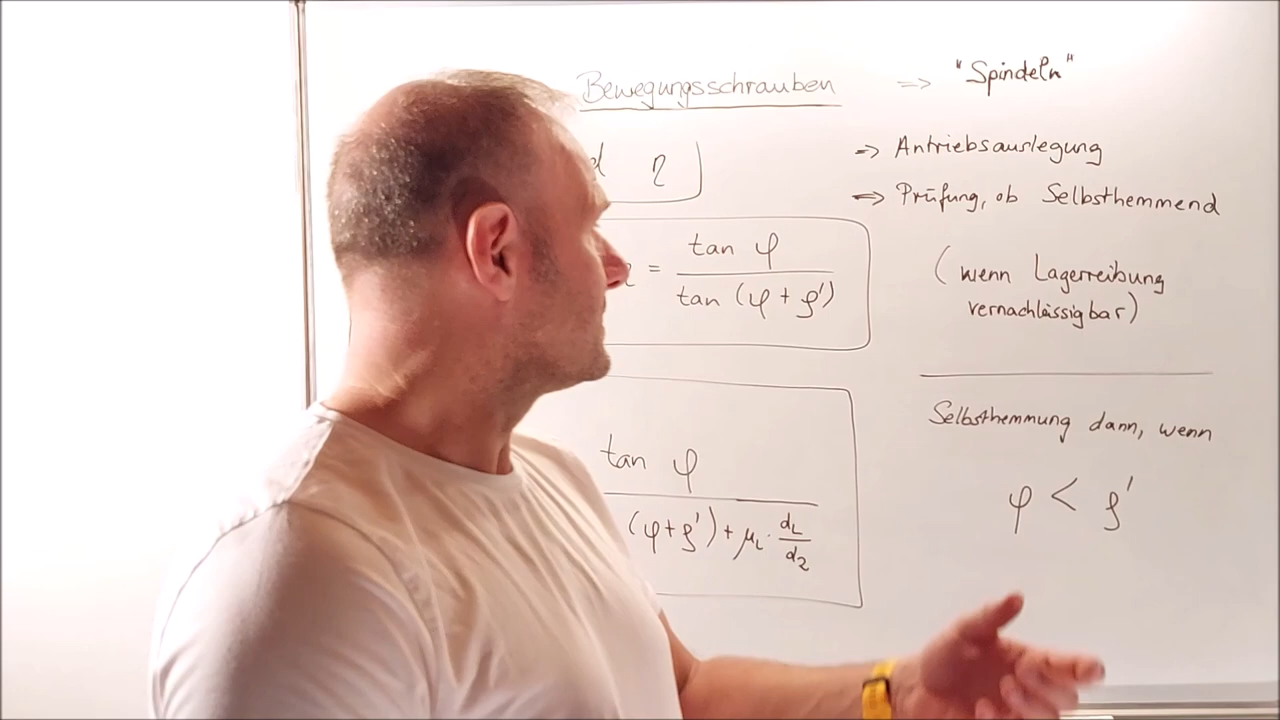 Bewegungsschrauben => "Spindeln"
η
=> Antriebsauslegung
=> Prüfung, ob Selbsthemmend
= tan φ / tan (φ + ρ')
(wenn Lagerreibung
vernachlässigbar)
tan φ / (φ+ρ') + μL · dL/d2
Selbsthemmung dann, wenn
φ < ρ'